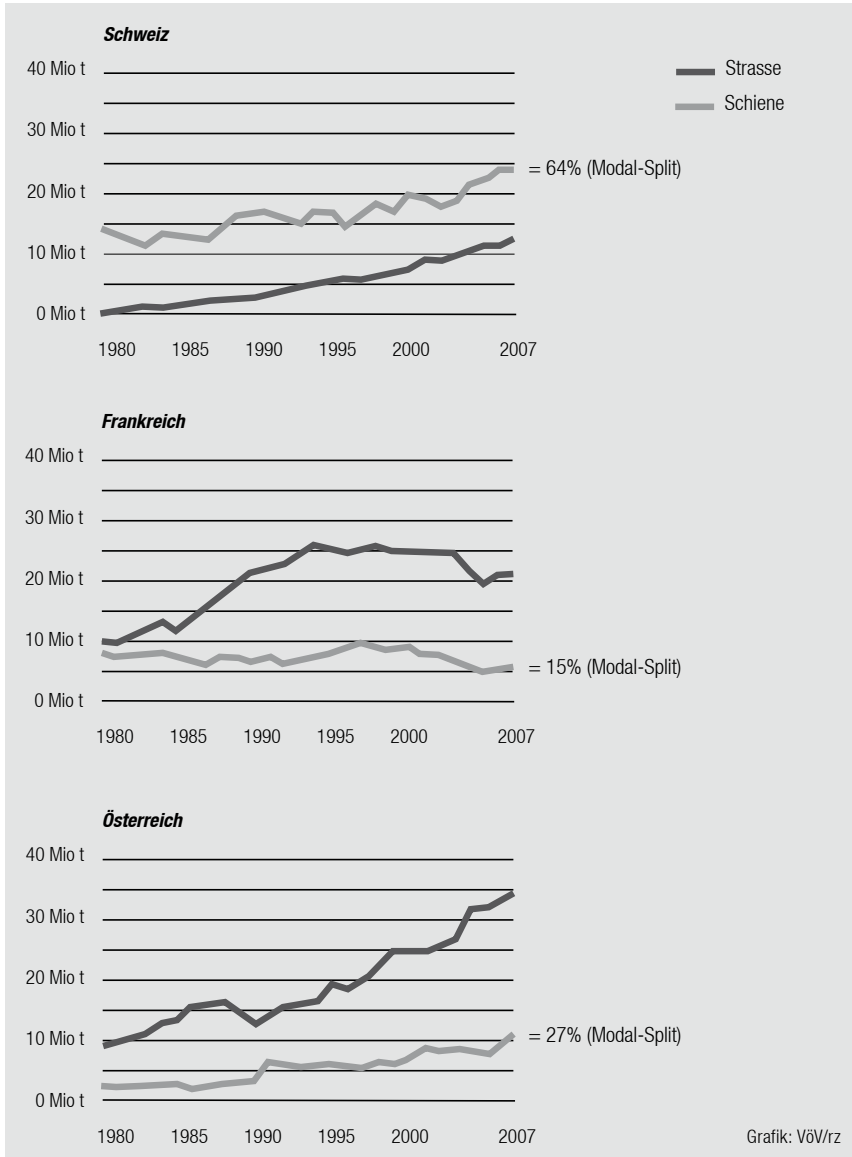 Schweiz
40 Mio t
30 Mio t
20 Mio t
10 Mio t
0 Mio t
1980 1985 1990 1995 2000 2007
Strasse
Schiene
= 64% (Modal-Split)
Frankreich
40 Mio t
30 Mio t
20 Mio t
10 Mio t
0 Mio t
1980 1985 1990 1995 2000 2007
= 15% (Modal-Split)
Österreich
40 Mio t
30 Mio t
20 Mio t
10 Mio t
0 Mio t
1980 1985 1990 1995 2000 2007
= 27% (Modal-Split)
Grafik: VöV/rz